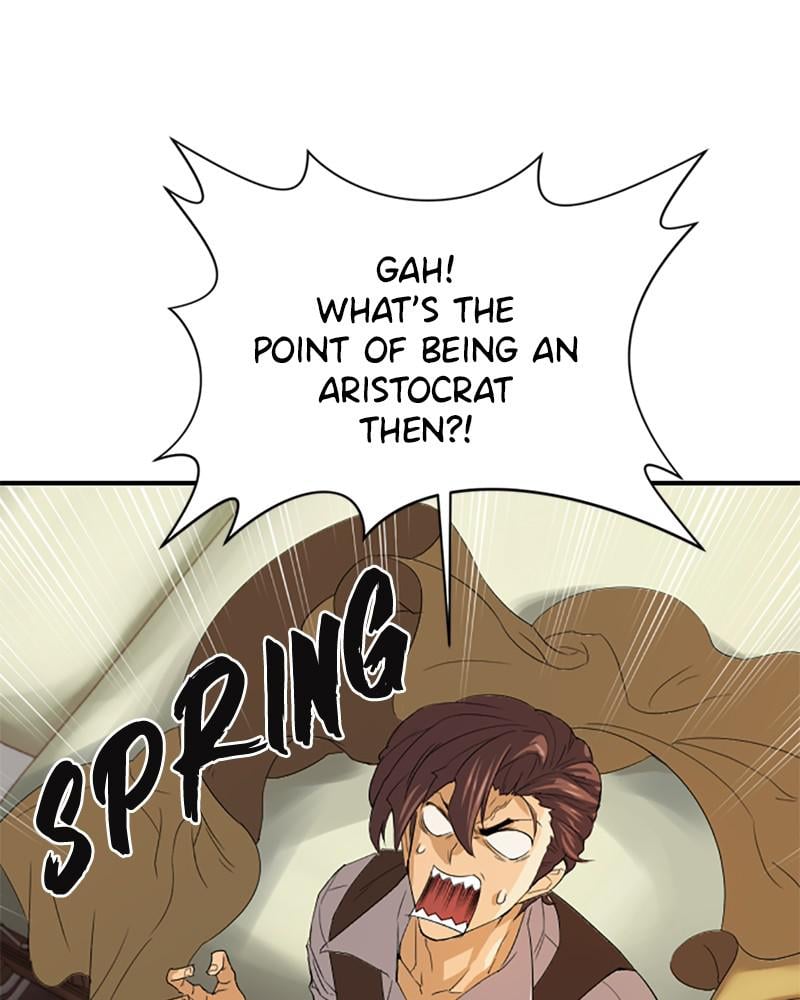 GAH!
WHAT'S THE
POINT OF BEING AN
ARISTOCRAT
THEN?!
SPRING